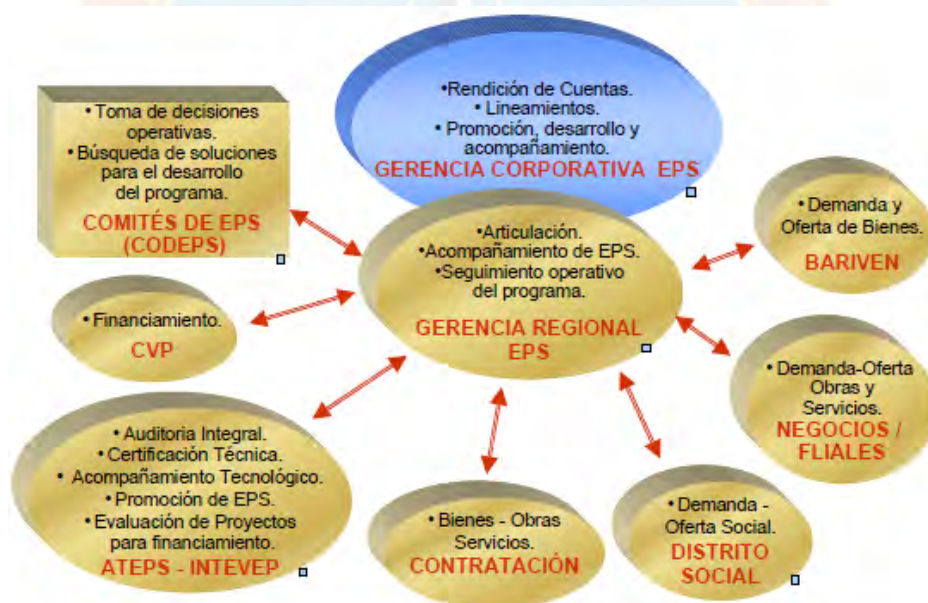 • Toma de decisiones
operativas.
• Búsqueda de soluciones
para el desarrollo
del programa.
COMITÉS DE EPS
(CODEPS)
•Rendición de Cuentas.
• Lineamientos.
• Promoción, desarrollo y
acompañamiento.
GERENCIA CORPORATIVA EPS
•Articulación.
•Acompañamiento de EPS.
•Seguimiento operativo
del programa.
GERENCIA REGIONAL
EPS
• Demanda y
Oferta de Bienes.
BARIVEN
• Financiamiento.
CVP
• Demanda-Oferta
Obras y
Servicios.
NEGOCIOS /
FLIALES
• Auditoria Integral.
• Certificación Técnica.
• Acompañamiento Tecnológico.
• Promoción de EPS.
• Evaluación de Proyectos
para financiamiento.
ATEPS - INTEVEP
• Bienes - Obras
Servicios.
CONTRATACIÓN
• Demanda -
Oferta Social.
DISTRITO
SOCIAL